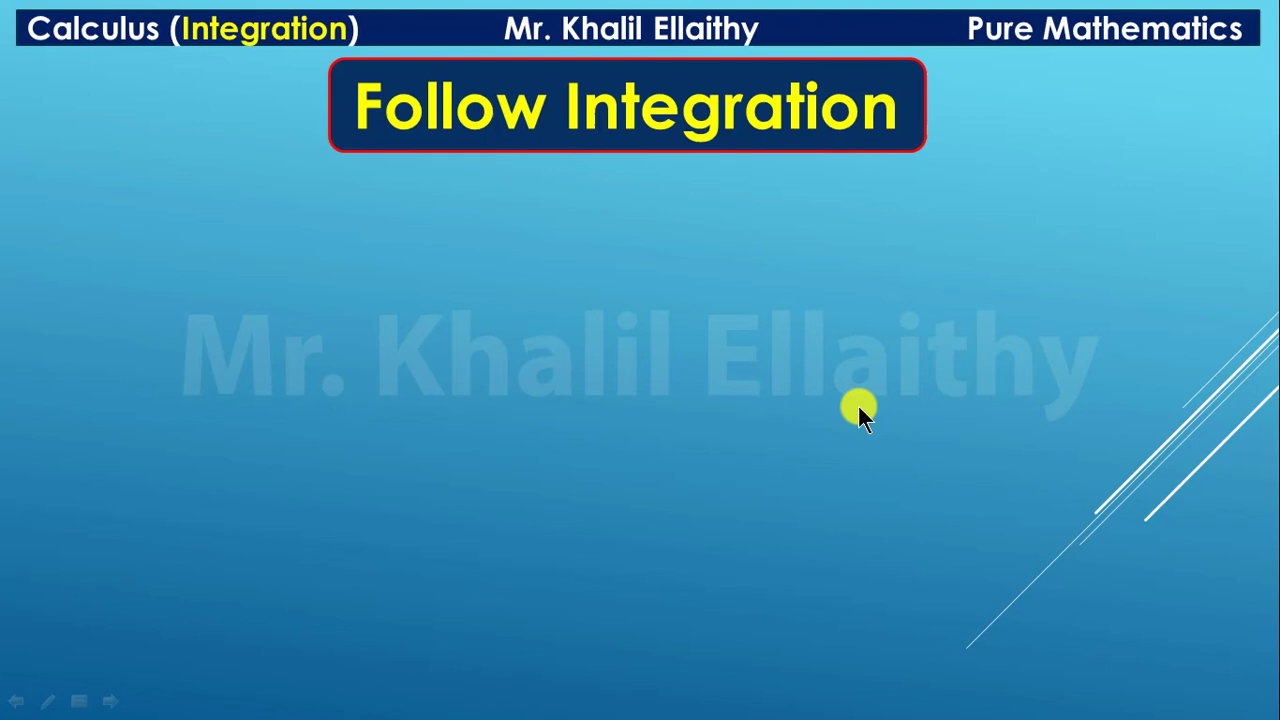 Calculus (Integration) Mr. Khalil Ellaithy Pure Mathematics
Follow Integration
Mr. Khalil Ellaithy